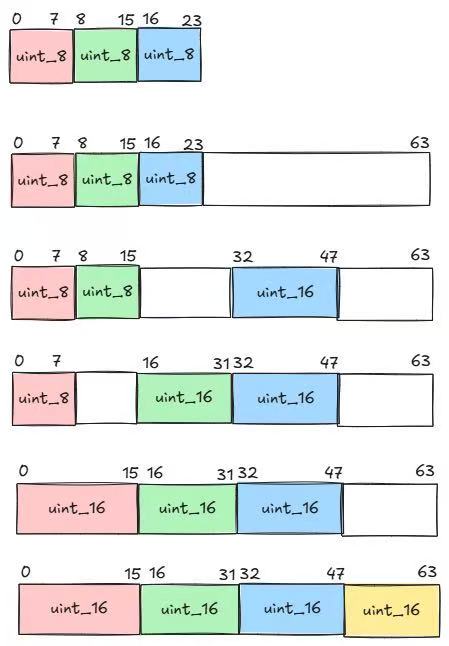 0 7 8 15 16 23
uint_8 uint_8 uint_8
0 7 8 15 16 23 63
uint_8 uint_8 uint_8
0 7 8 15 32 47 63
uint_8 uint_8 uint_16
0 7 16 31 32 47 63
uint_8 uint_16 uint_16
0 15 16 31 32 47 63
uint_16 uint_16 uint_16
0 15 16 31 32 47 63
uint_16 uint_16 uint_16 uint_16